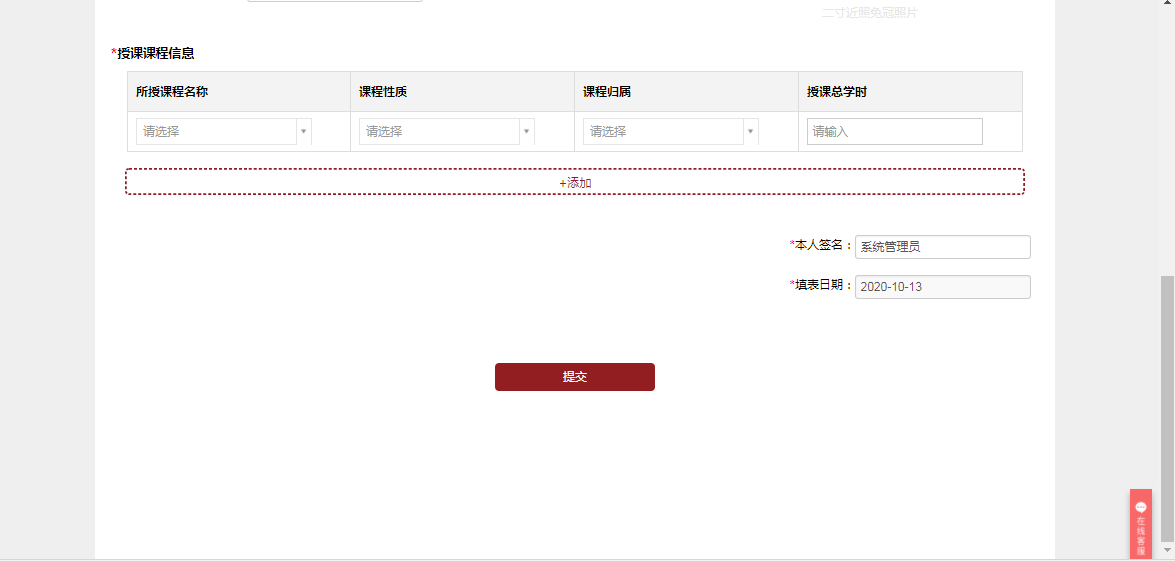 二寸近照免冠照片
*授课课程信息
所授课程名称 课程性质 课程归属 授课总学时
请选择 请选择 请选择 请输入
+添加
*本人签名：系统管理员
*填表日期：2020-10-13
提交
在线客服